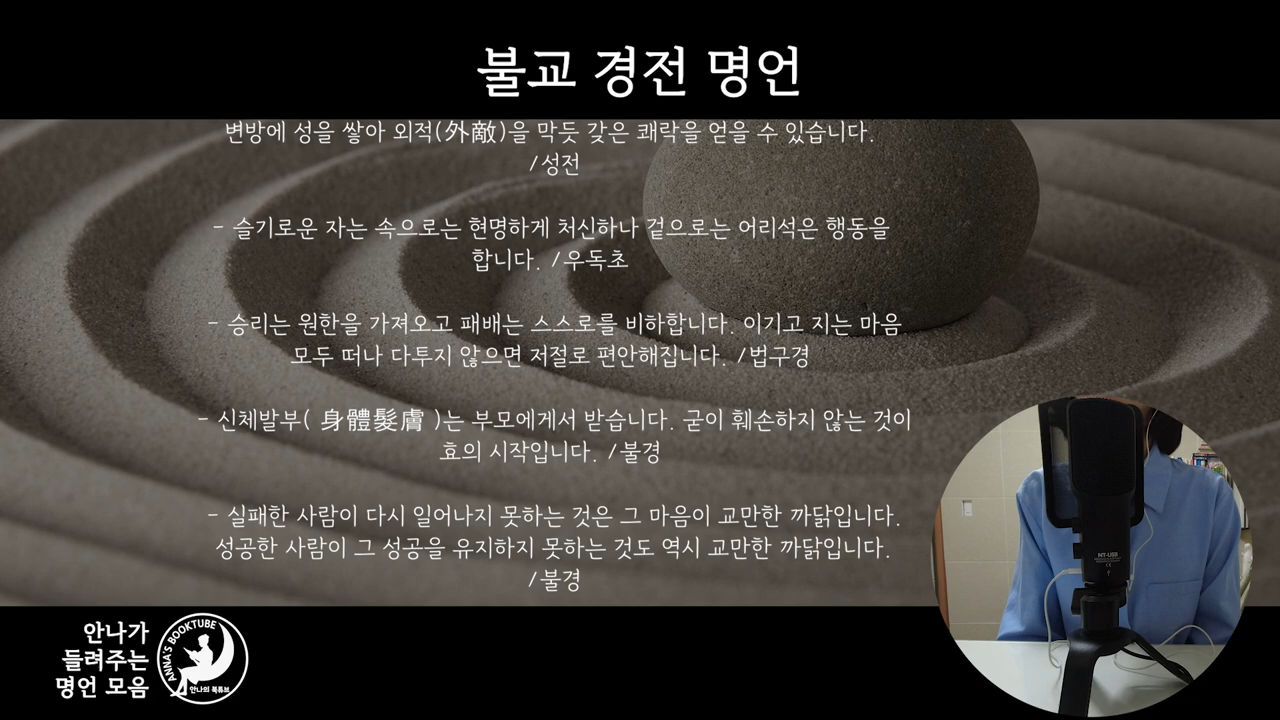 불교 경전 명언
변방에 성을 쌓아 외적(外敵)을 막듯 갖은 쾌락을 얻을 수 있습니다.
/성전
- 슬기로운 자는 속으로는 현명하게 처신하나 겉으로는 어리석은 행동을
합니다. /우독초
- 승리는 원한을 가져오고 패배는 스스로를 비하합니다. 이기고 지는 마음
모두 떠나 다투지 않으면 저절로 편안해집니다. /법구경
- 신체발부( 身體髮膚 )는 부모에게서 받습니다. 굳이 훼손하지 않는 것이
효의 시작입니다. /불경
- 실패한 사람이 다시 일어나지 못하는 것은 그 마음이 교만한 까닭입니다.
성공한 사람이 그 성공을 유지하지 못하는 것도 역시 교만한 까닭입니다.
/불경
안나가
들려주는
명언 모음
ANNA'S BOOKTUBE
안나의 북튜브
NT-USB